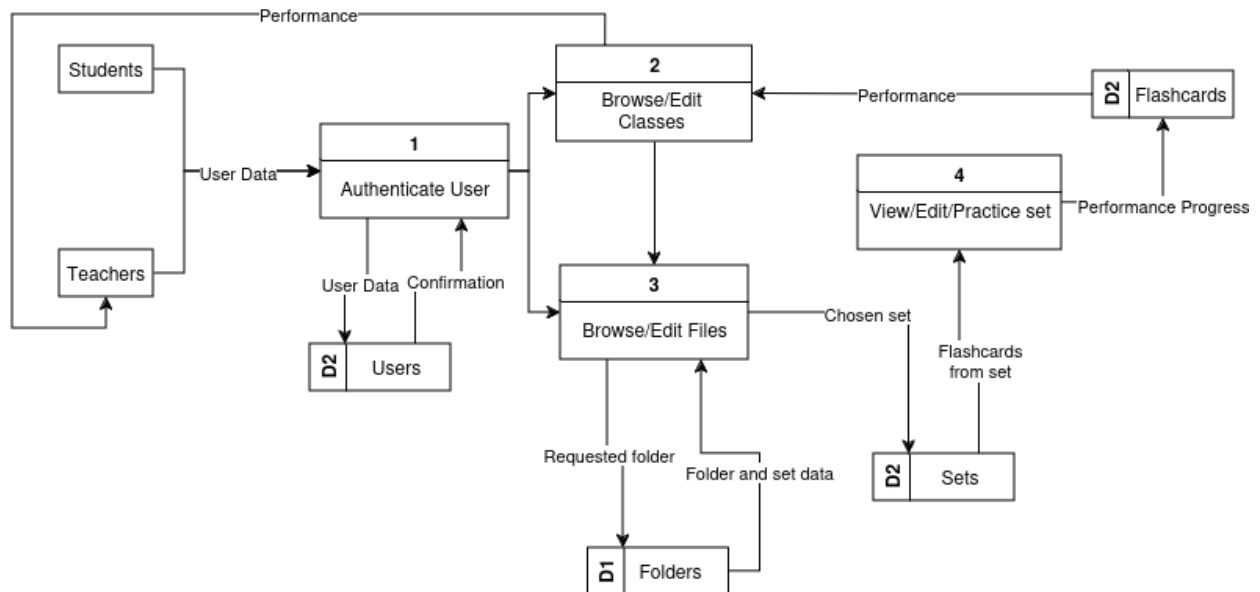 Performance
Students
2
Browse/Edit
Classes
Performance
D2
Flashcards
1
Authenticate User
User Data
4
View/Edit/Practice set
Performance Progress
Teachers
User Data
Confirmation
3
Browse/Edit Files
Chosen set
D2
Users
Flashcards
from set
Requested folder
Folder and set data
D2
Sets
D1
Folders